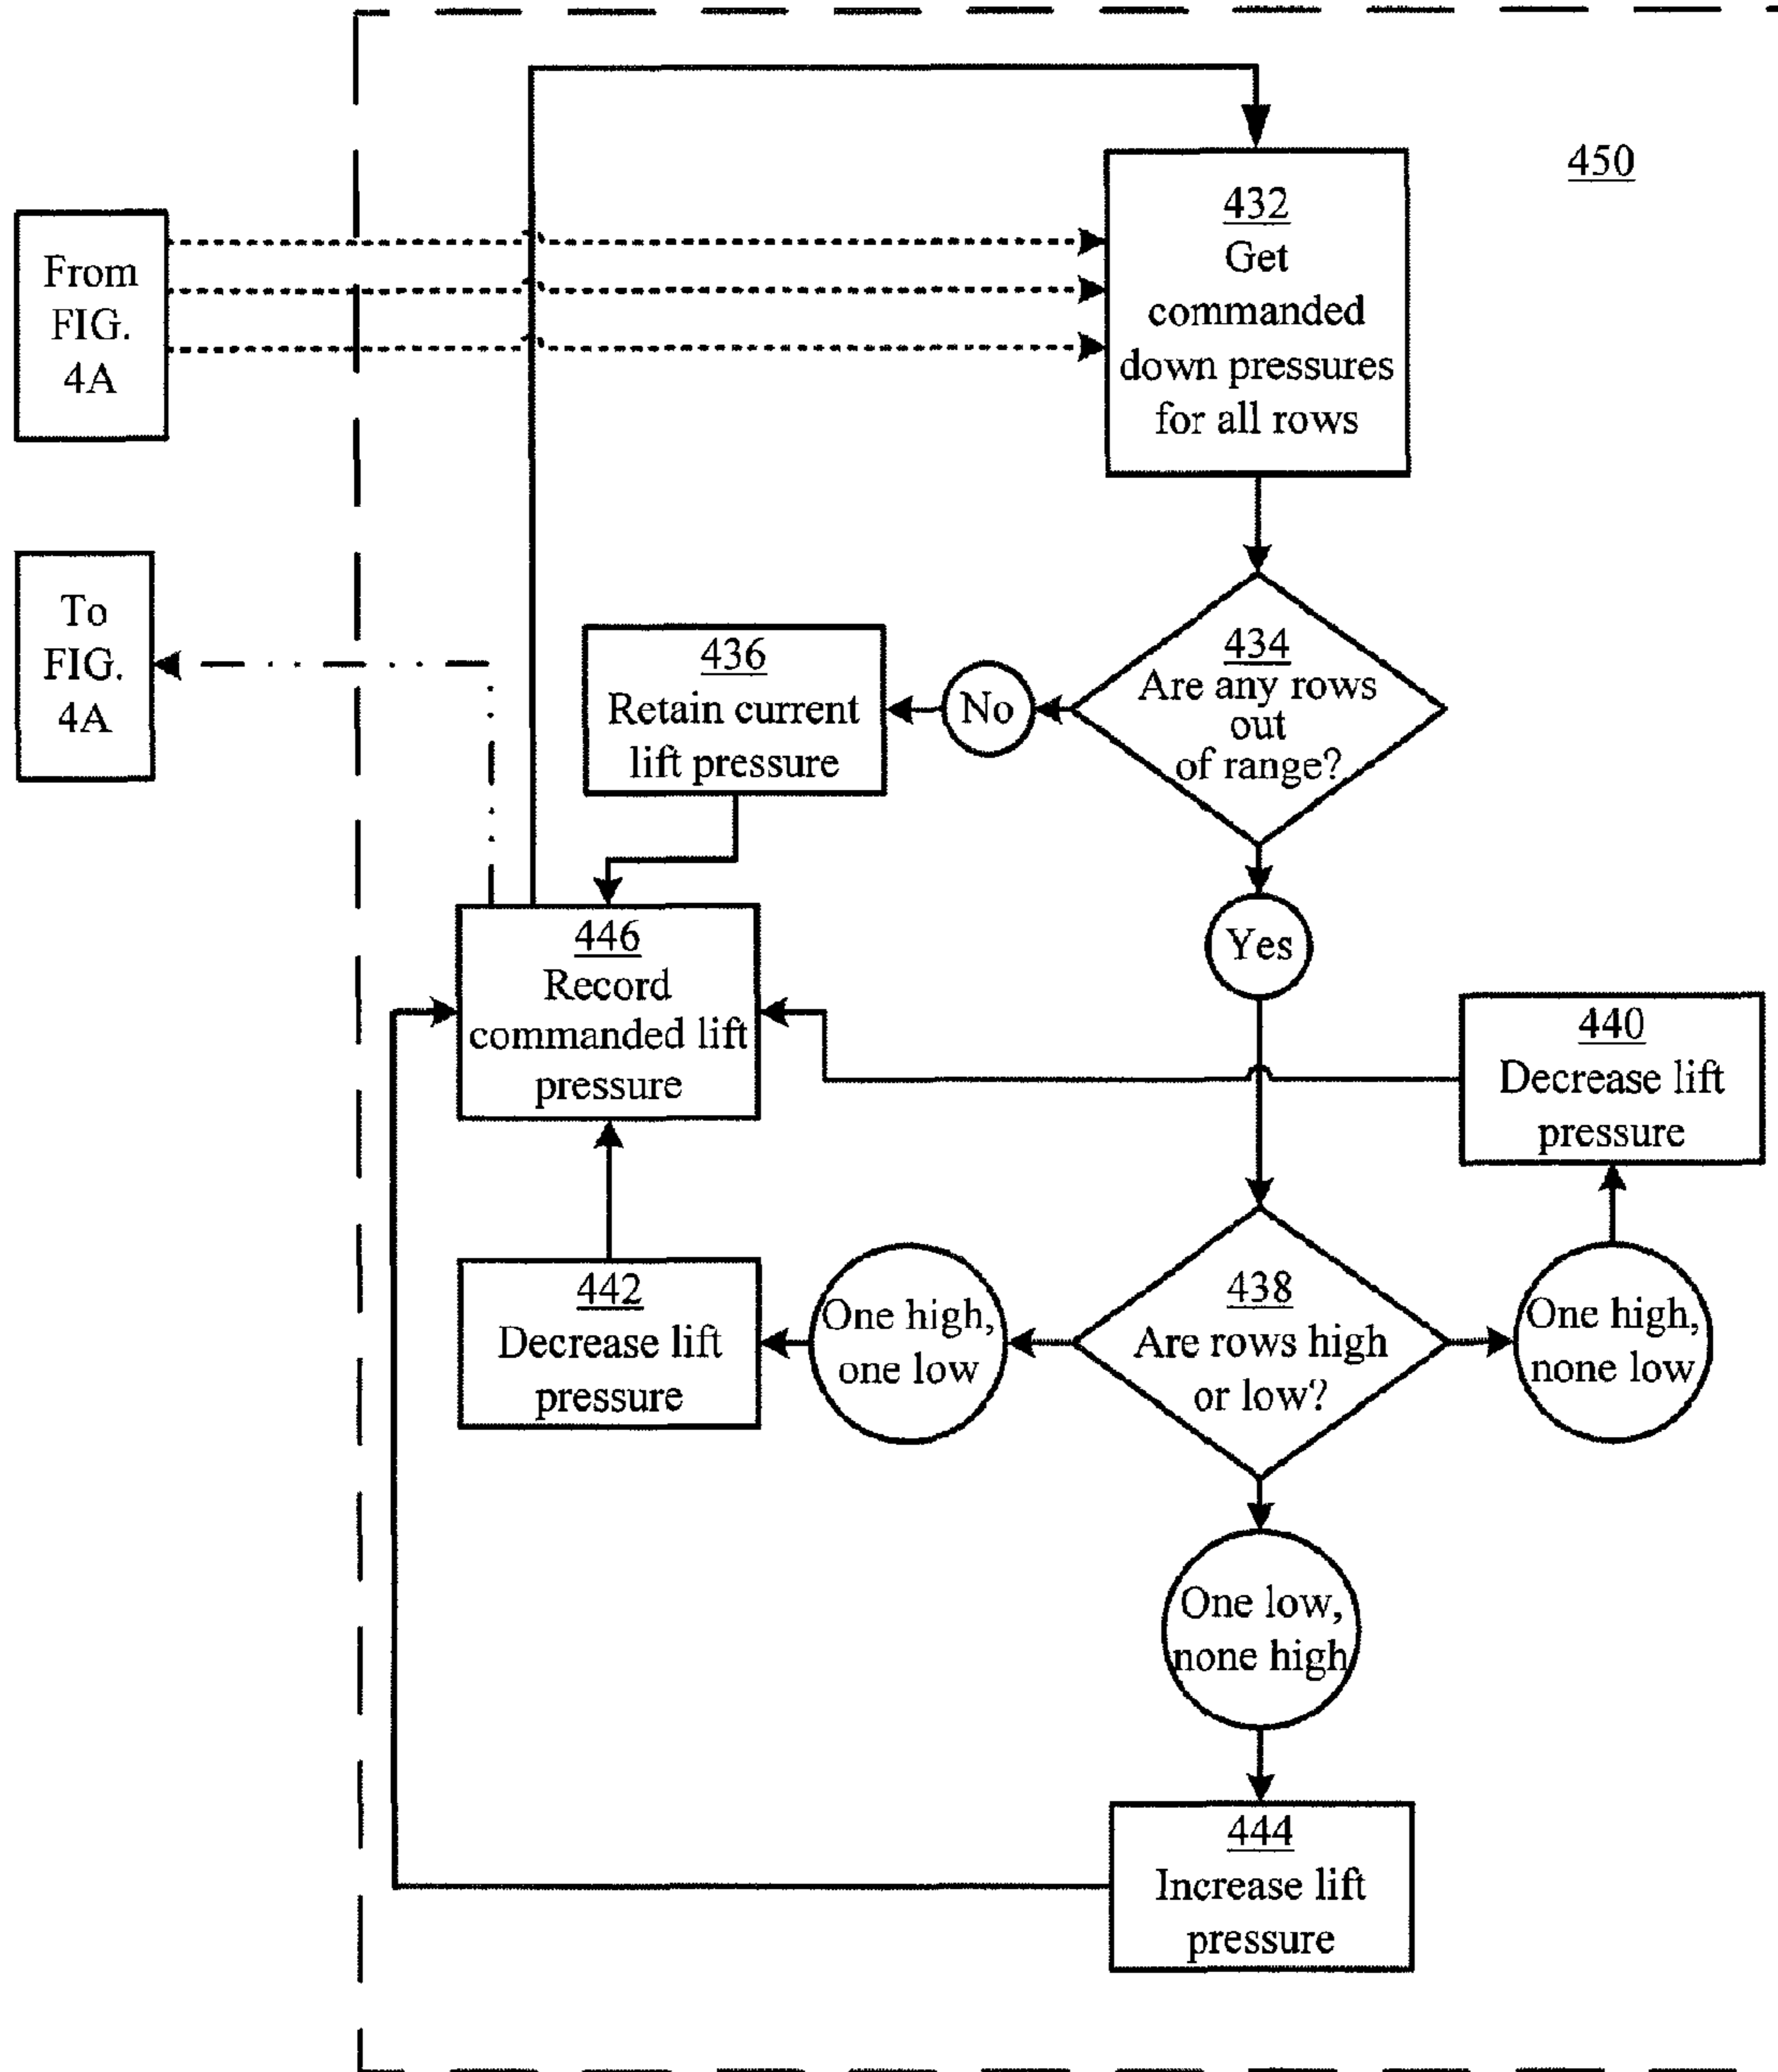 450
432
Get
commanded
down pressures
for all rows
From
FIG.
4A
To
FIG.
4A
434
Are any rows
out
of range?
No
436
Retain current
lift pressure
Yes
446
Record
commanded lift
pressure
440
Decrease lift
pressure
438
Are rows high
or low?
One high,
none low
One high,
one low
442
Decrease lift
pressure
One low,
none high
444
Increase lift
pressure